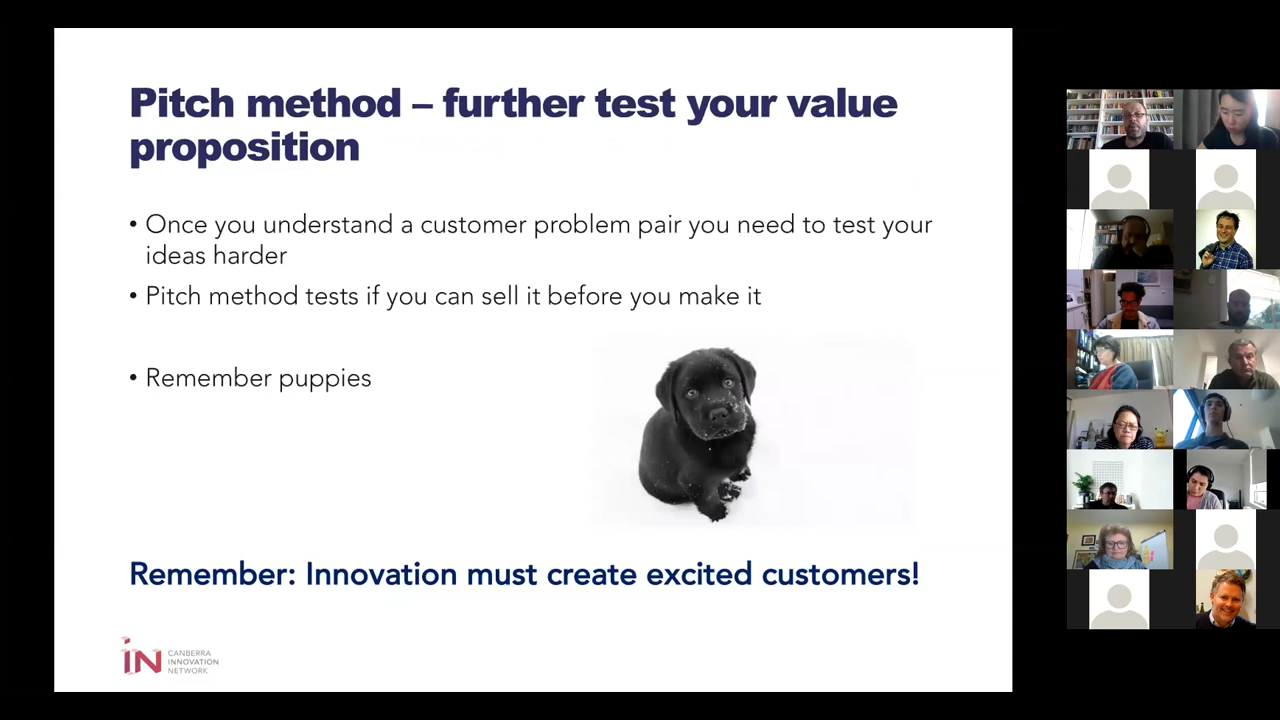 Pitch method – further test your value
proposition
• Once you understand a customer problem pair you need to test your
ideas harder
• Pitch method tests if you can sell it before you make it
• Remember puppies
Remember: Innovation must create excited customers!
iN
CANBERRA
INNOVATION
NETWORK